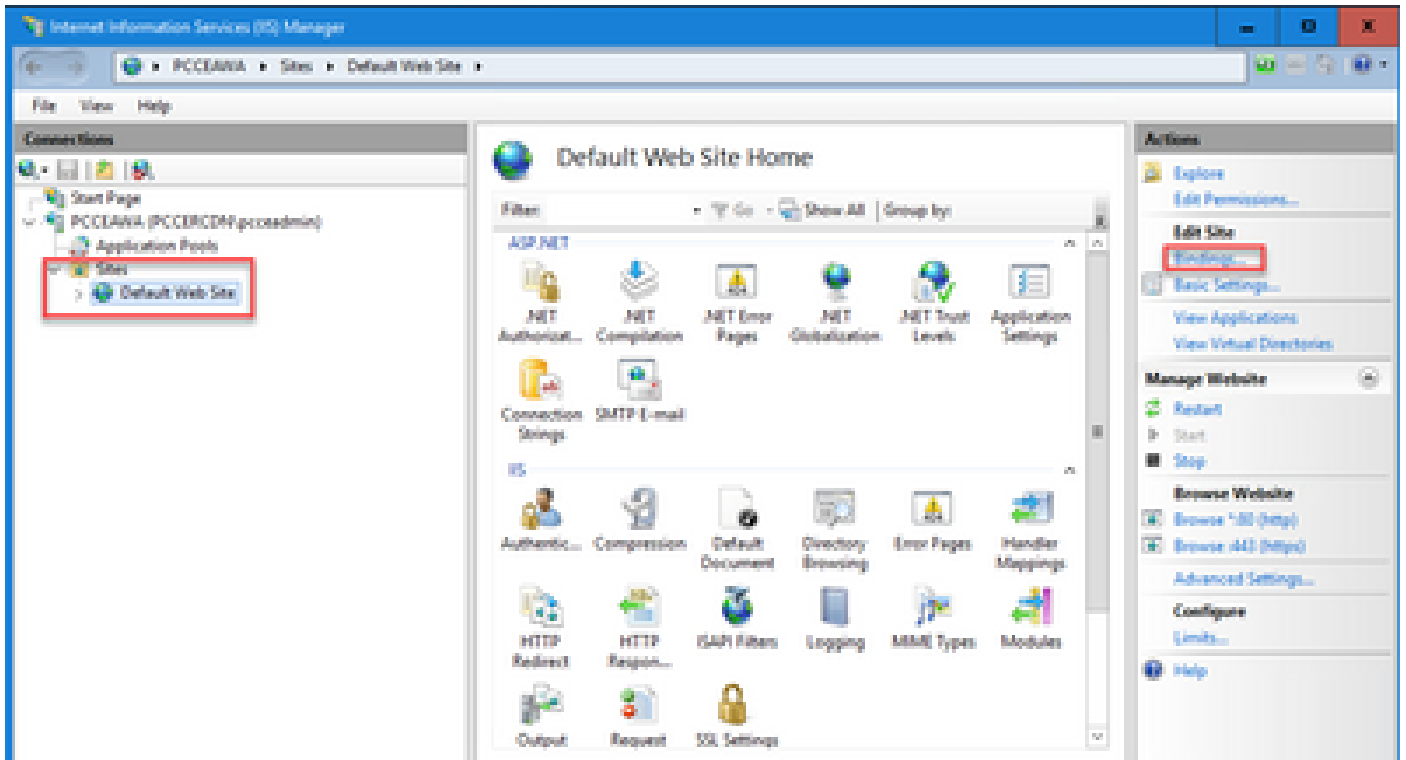 Internet Information Services (IIS) Manager
PCCEAWA Sites Default Web Site
File View Help
Connections
Start Page
PCCEAWA (PCCERCDN\pcceadmin)
Application Pools
Sites
Default Web Site
Default Web Site Home
Filter: Go Show All Group by:
ASP.NET
.NET Authorizat...
.NET Compilation
.NET Error Pages
.NET Globalization
.NET Trust Levels
Application Settings
Connection Strings
SMTP E-mail
IIS
Authentic...
Compression
Default Document
Directory Browsing
Error Pages
Handler Mappings
HTTP Redirect
HTTP Respon...
ISAPI Filters
Logging
MIME Types
Modules
Output
Request
SSL Settings
Actions
Explore
Edit Permissions...
Edit Site
Bindings...
Basic Settings...
View Applications
View Virtual Directories
Manage Website
Restart
Start
Stop
Browse Website
Browse *:80 (http)
Browse :443 (https)
Advanced Settings...
Configure
Limits...
Help